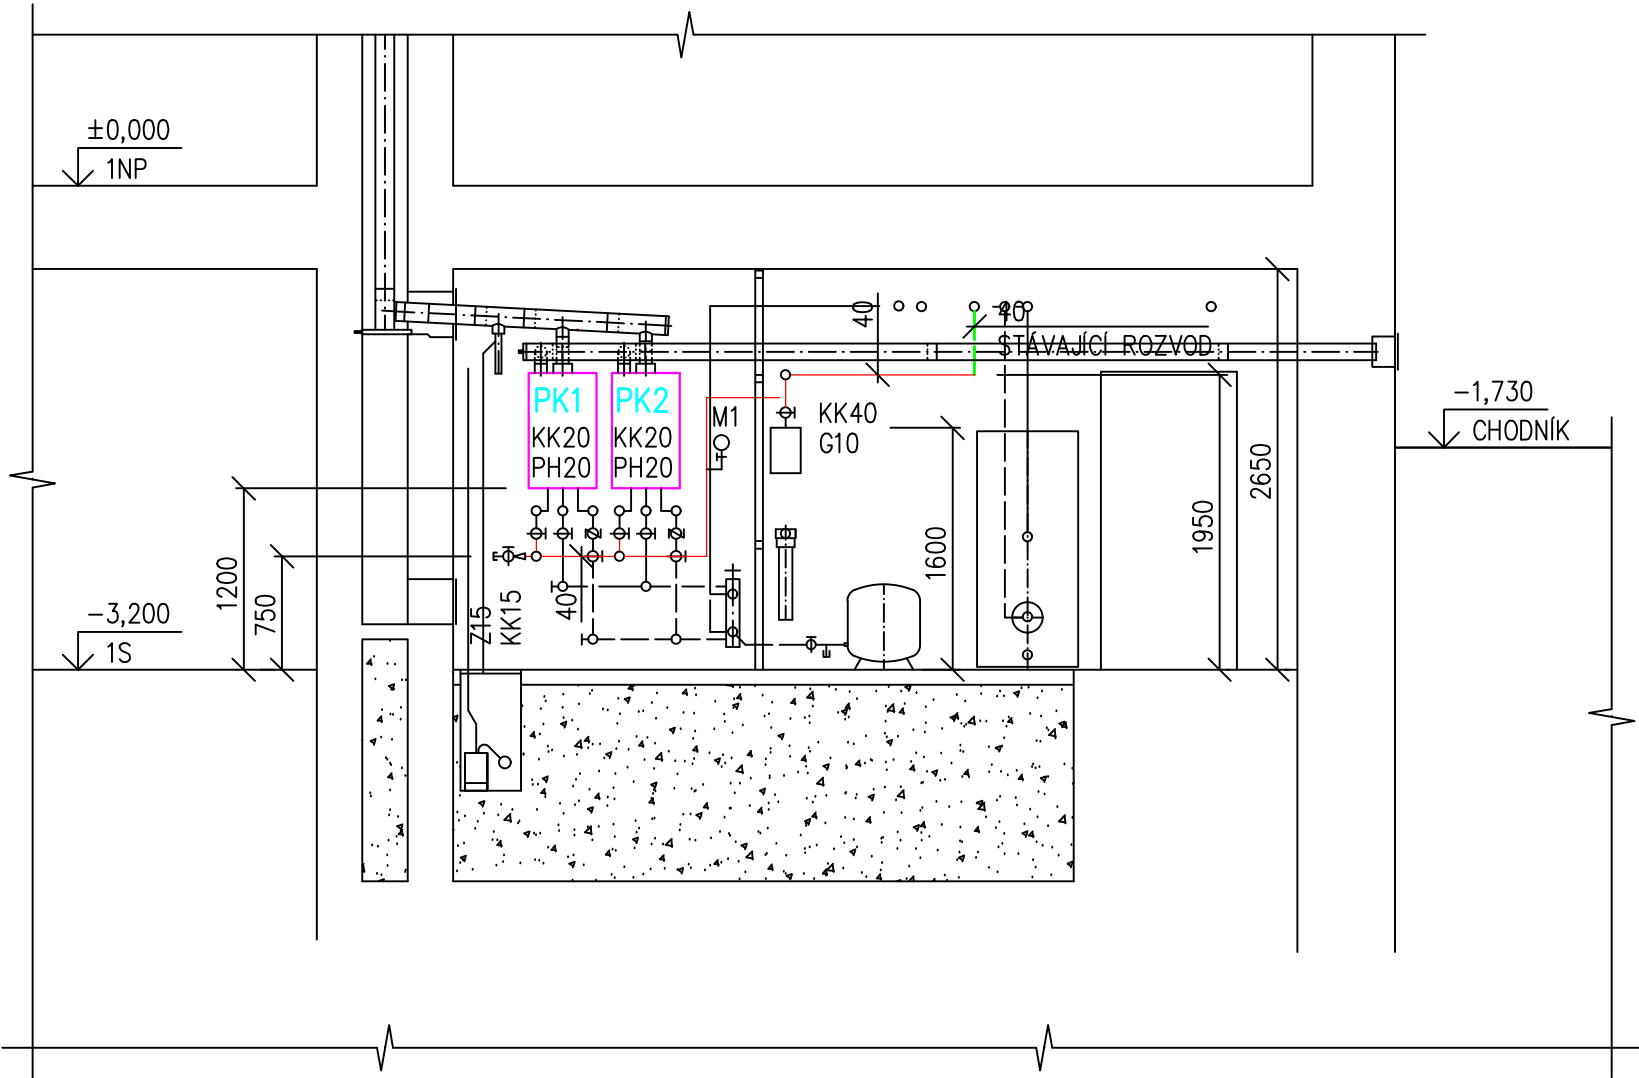 ±0,000
1NP
40
40
STÁVAJÍCÍ ROZVOD
PK1
PK2
KK20
KK20
PH20
PH20
M1
KK40
G10
-1,730
CHODNÍK
2650
1950
1600
1200
750
40
Z15
KK15
-3,200
1S